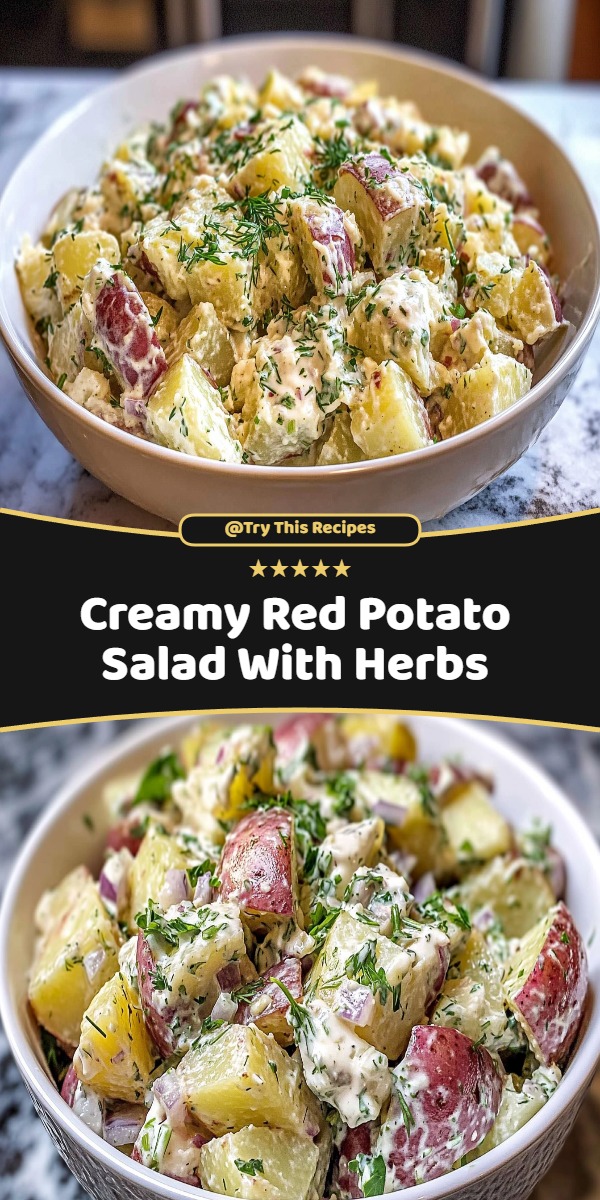 @Try This Recipes
★★★★★
Creamy Red Potato
Salad With Herbs